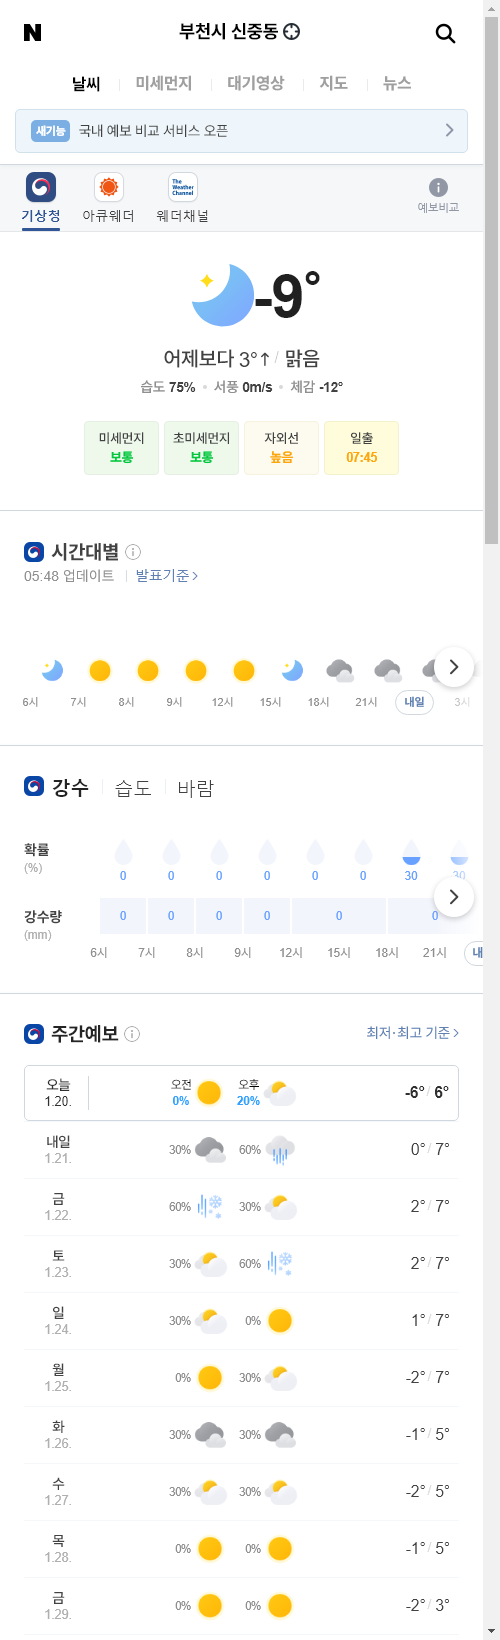 N
부천시 신중동
날씨 미세먼지 대기영상 지도 뉴스
새기능 국내 예보 비교 서비스 오픈
The Weather Channel
기상청 아큐웨더 웨더채널 예보비교
-9°
어제보다 3°↑ / 맑음
습도 75% • 서풍 0m/s • 체감 -12°
미세먼지 초미세먼지 자외선 일출
보통 보통 높음 07:45
시간대별
05:48 업데이트 발표기준 >
6시 7시 8시 9시 12시 15시 18시 21시 내일 3시
강수 습도 바람
확률
(%)
0 0 0 0 0 0 30 30
강수량
(mm)
0 0 0 0 0 0
6시 7시 8시 9시 12시 15시 18시 21시 내
주간예보
최저·최고 기준 >
오늘 1.20. 오전 0% 오후 20% -6° / 6°
내일 1.21. 30% 60% 0° / 7°
금 1.22. 60% 30% 2° / 7°
토 1.23. 30% 60% 2° / 7°
일 1.24. 30% 0% 1° / 7°
월 1.25. 0% 30% -2° / 7°
화 1.26. 30% 30% -1° / 5°
수 1.27. 30% 30% -2° / 5°
목 1.28. 0% 0% -1° / 5°
금 1.29. 0% 0% -2° / 3°